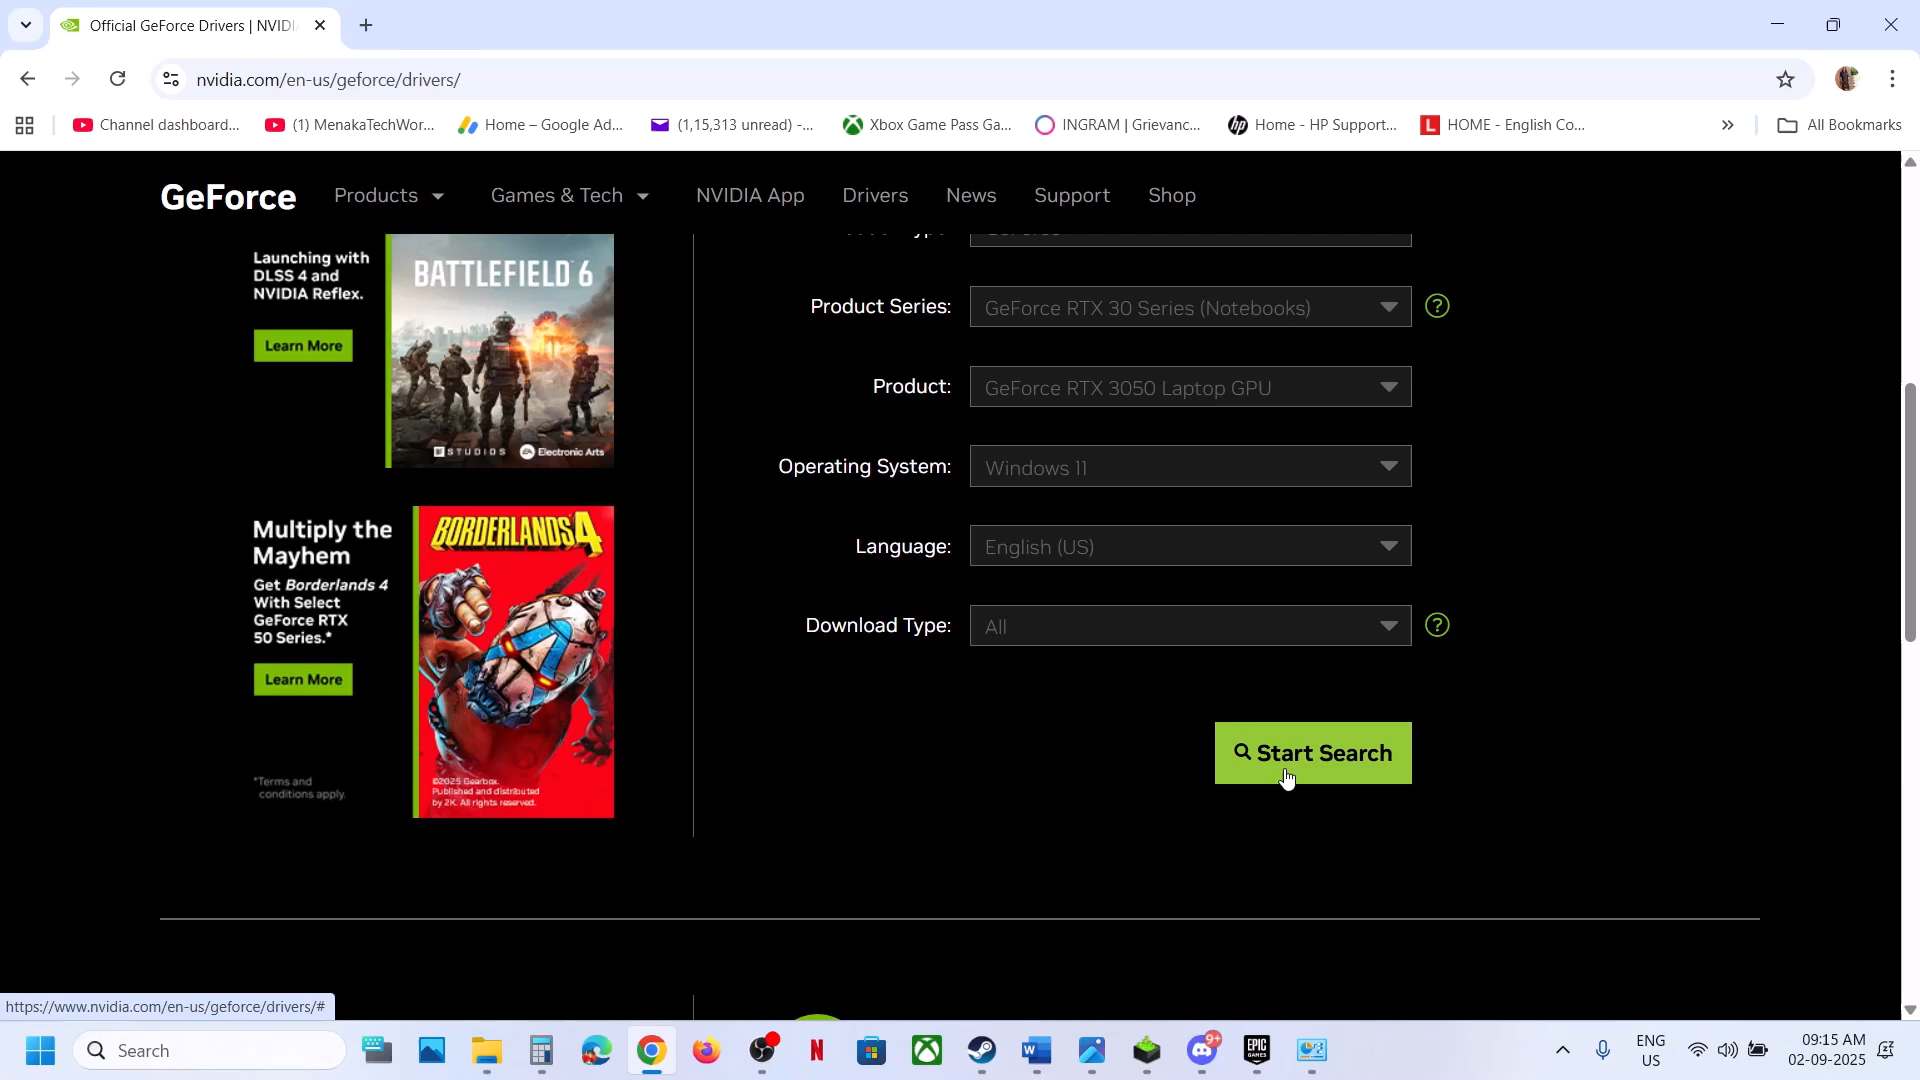 Official GeForce Drivers | NVIDI
nvidia.com/en-us/geforce/drivers/
Channel dashboard...
(1) MenakaTechWor...
Home – Google Ad...
(1,15,313 unread) -...
Xbox Game Pass Ga...
INGRAM | Grievanc...
Home - HP Support...
HOME - English Co...
»
All Bookmarks
GeForce
Products
Games & Tech
NVIDIA App
Drivers
News
Support
Shop
Launching with
DLSS 4 and
NVIDIA Reflex.
Learn More
BATTLEFIELD 6
STUDIOS
EA Electronic Arts
Multiply the
Mayhem
Get Borderlands 4
With Select
GeForce RTX
50 Series.*
Learn More
*Terms and
conditions apply.
BORDERLANDS 4
©2025 Gearbox.
Published and distributed
by 2K. All rights reserved.
Product Series:
GeForce RTX 30 Series (Notebooks)
?
Product:
GeForce RTX 3050 Laptop GPU
Operating System:
Windows 11
Language:
English (US)
Download Type:
All
?
Start Search
https://www.nvidia.com/en-us/geforce/drivers/#
Search
N
W
9+
EPIC
GAMES
ENG
US
09:15 AM
02-09-2025